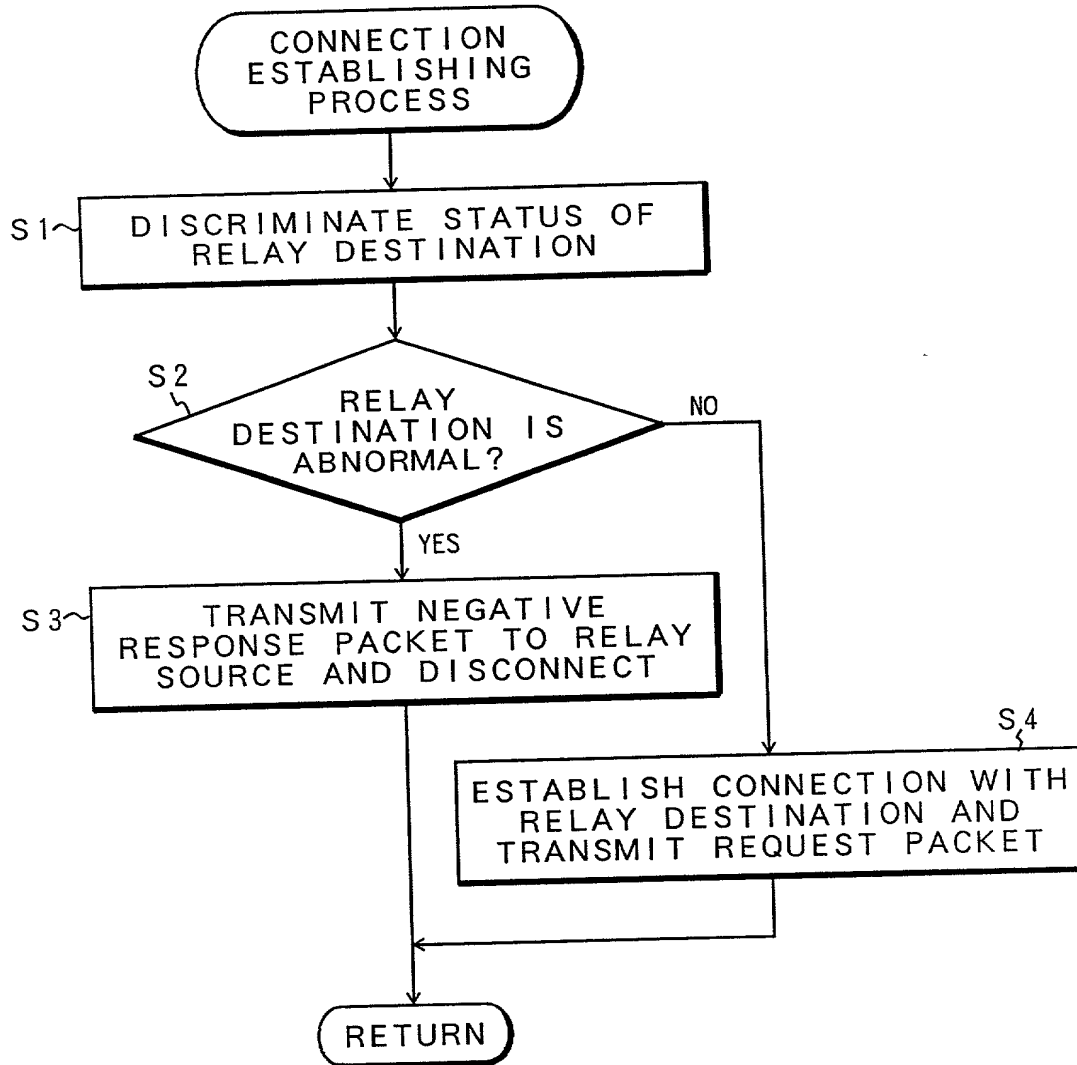 CONNECTION
ESTABLISHING
PROCESS
S1
DISCRIMINATE STATUS OF
RELAY DESTINATION
S2
RELAY
DESTINATION IS
ABNORMAL?
NO
YES
S3
TRANSMIT NEGATIVE
RESPONSE PACKET TO RELAY
SOURCE AND DISCONNECT
S4
ESTABLISH CONNECTION WITH
RELAY DESTINATION AND
TRANSMIT REQUEST PACKET
RETURN